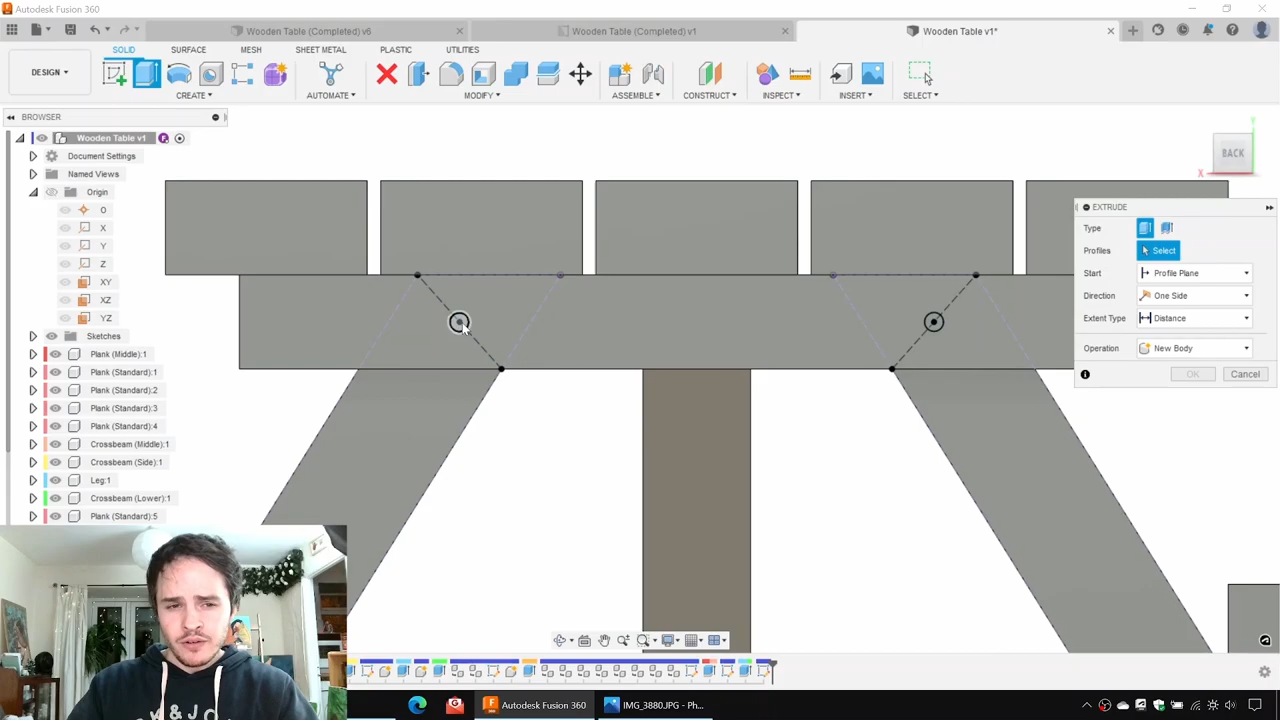 Autodesk Fusion 360
Wooden Table (Completed) v6
Wooden Table (Completed) v1
Wooden Table v1*
SOLID
SURFACE
MESH
SHEET METAL
PLASTIC
UTILITIES
DESIGN
CREATE
AUTOMATE
MODIFY
ASSEMBLE
CONSTRUCT
INSPECT
INSERT
SELECT
BROWSER
Wooden Table v1
Document Settings
Named Views
Origin
O
X
Y
Z
XY
XZ
YZ
Sketches
Plank (Middle):1
Plank (Standard):1
Plank (Standard):2
Plank (Standard):3
Plank (Standard):4
Crossbeam (Middle):1
Crossbeam (Side):1
Leg:1
Crossbeam (Lower):1
Plank (Standard):5
BACK
X
EXTRUDE
Type
Profiles
Select
Start
Profile Plane
Direction
One Side
Extent Type
Distance
Operation
New Body
OK
Cancel
Autodesk Fusion 360
IMG_3880.JPG - Ph...